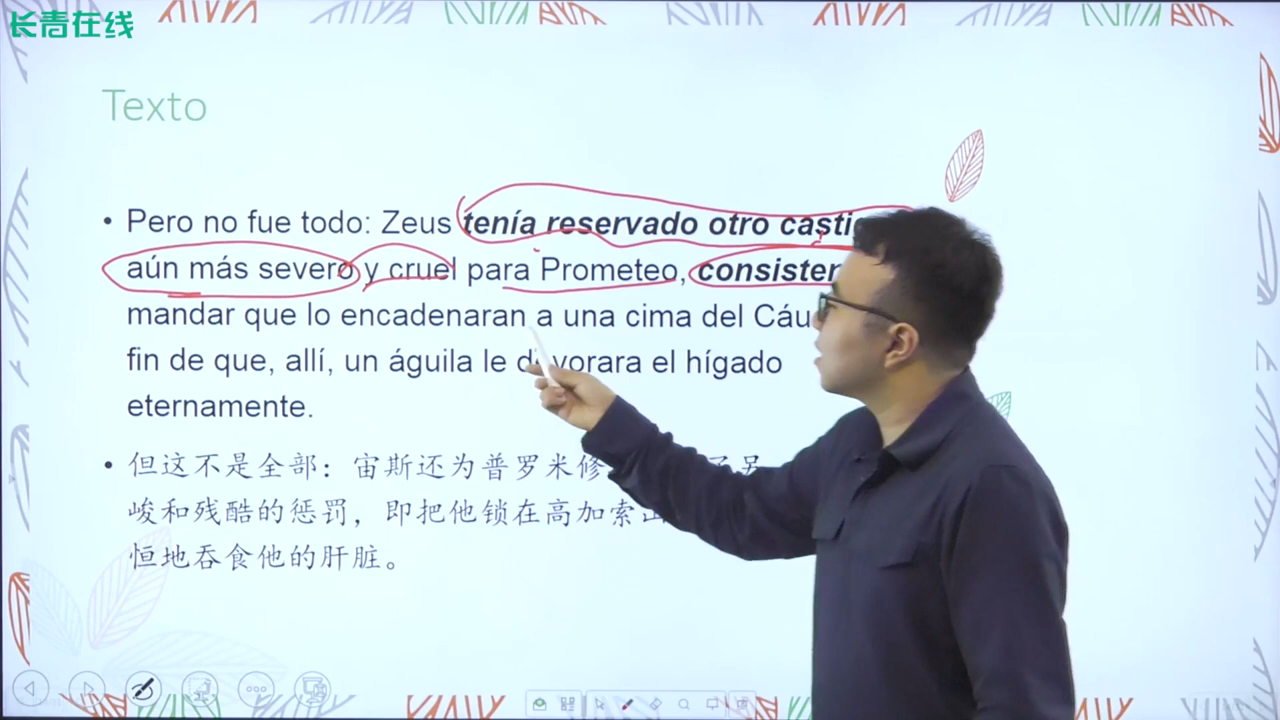 长青在线
Texto
• Pero no fue todo: Zeus tenía reservado otro
aún más severo y cruel para Prometeo,
mandar que lo encadenaran a una cima del
fin de que, allí, un águila le devorara el hígado
eternamente.
• 但这不是全部：宙斯还为普罗米修
峻和残酷的惩罚，即把他锁在高加索
恒地吞食他的肝脏。